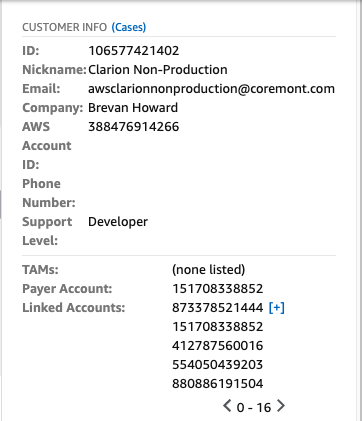 CUSTOMER INFO (Cases)
ID: 106577421402
Nickname: Clarion Non-Production
Email: awsclarionnonproduction@coremont.com
Company: Brevan Howard
AWS 388476914266
Account
ID:
Phone
Number:
Support Developer
Level:
TAMs: (none listed)
Payer Account: 151708338852
Linked Accounts: 873378521444 [+]
151708338852
412787560016
554050439203
880886191504
< 0 - 16 >